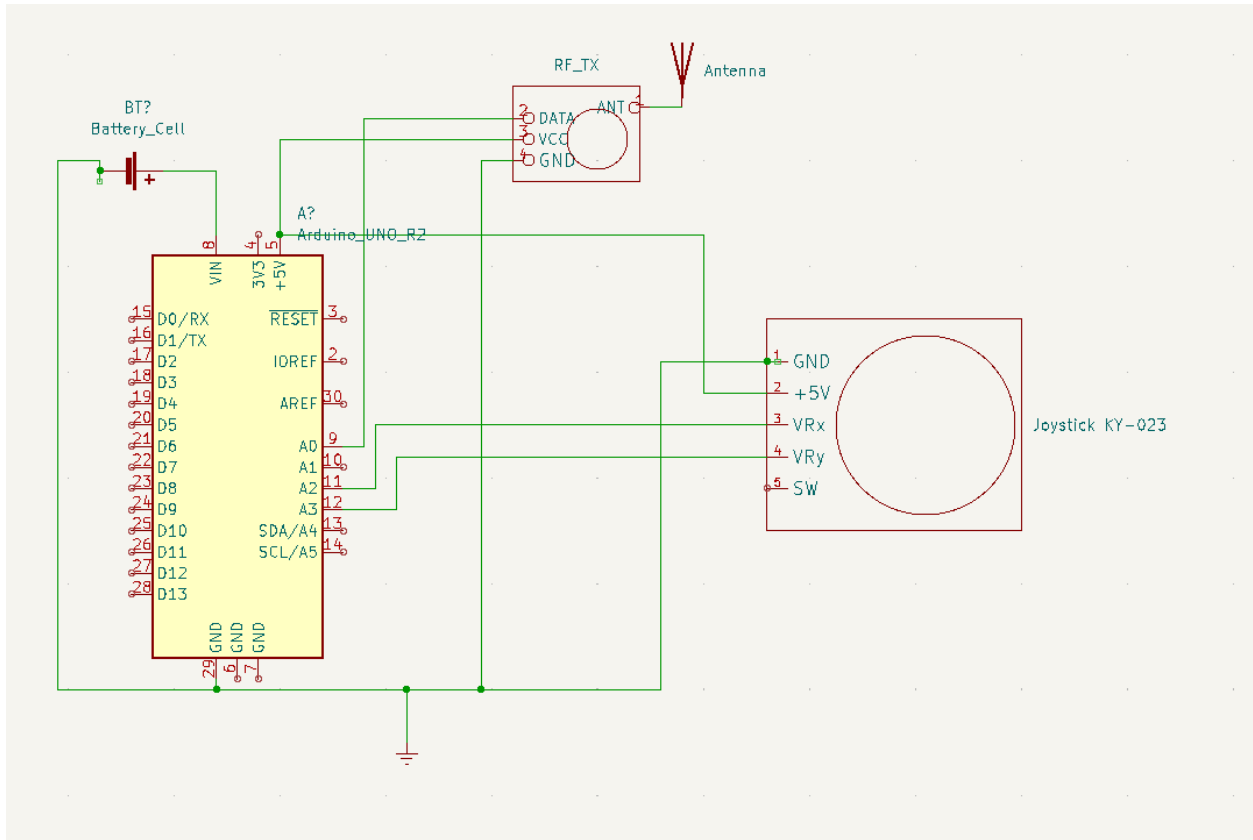 RF_TX
Antenna
BT?
Battery_Cell
+
ANT 1
2 DATA
3 VCC
4 GND
A?
Arduino_UNO_R2
8 VIN
4 3V3
5 +5V
15 D0/RX
16 D1/TX
17 D2
18 D3
19 D4
20 D5
21 D6
22 D7
23 D8
24 D9
25 D10
26 D11
27 D12
28 D13
RESET 3
IOREF 2
AREF 30
A0 9
A1 10
A2 11
A3 12
SDA/A4 13
SCL/A5 14
GND 29
GND 6
GND 7
1 GND
2 +5V
3 VRx
4 VRy
5 SW
Joystick KY-023